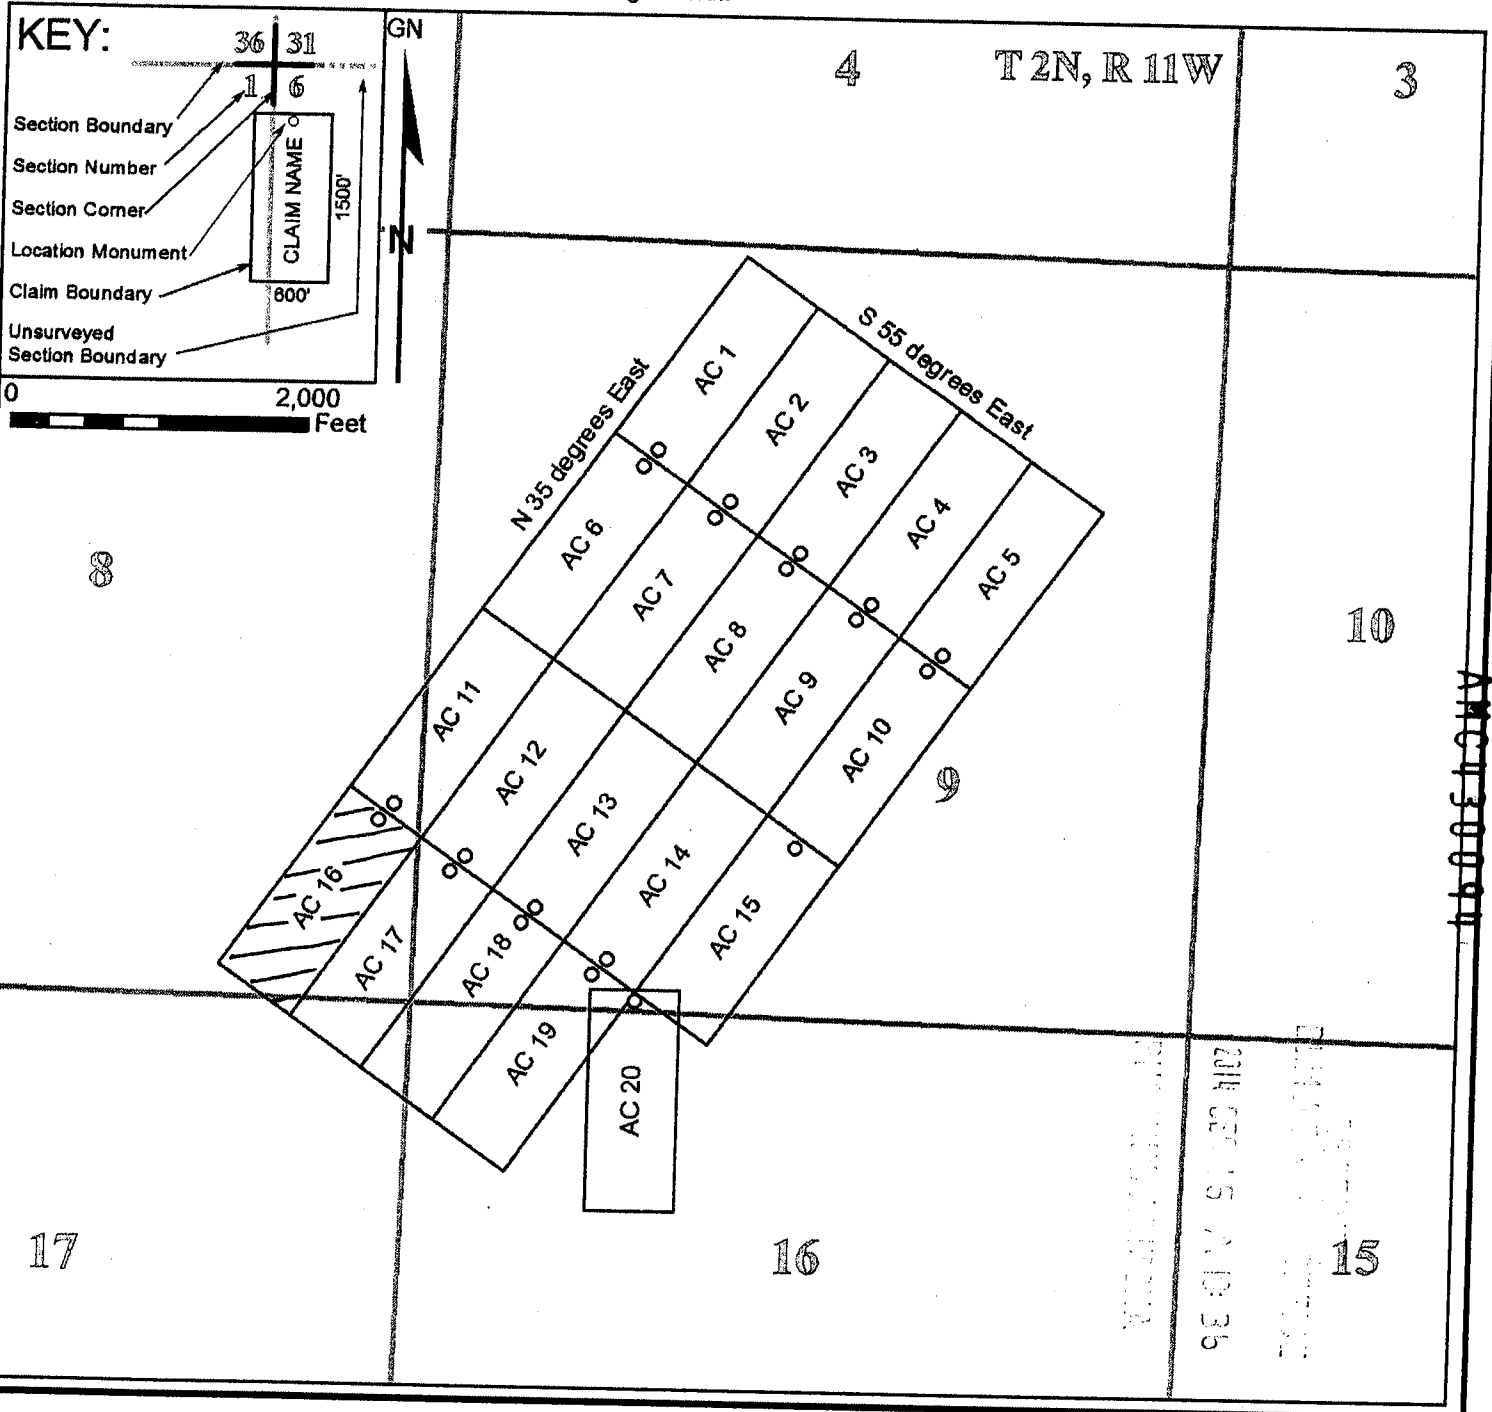 KEY:
36 31
1 6
Section Boundary
Section Number
Section Corner
Location Monument
Claim Boundary
Unsurveyed
Section Boundary
CLAIM NAME
1500'
600'
GN
N
0 2,000
Feet
4
T 2N, R 11W
3
S 55 degrees East
N 35 degrees East
AC 1
AC 2
AC 3
AC 4
AC 5
AC 6
AC 7
AC 8
AC 9
AC 10
AC 11
AC 12
AC 13
AC 14
AC 15
AC 16
AC 17
AC 18
AC 19
AC 20
8
9
10
17
16
15
A 10: 36